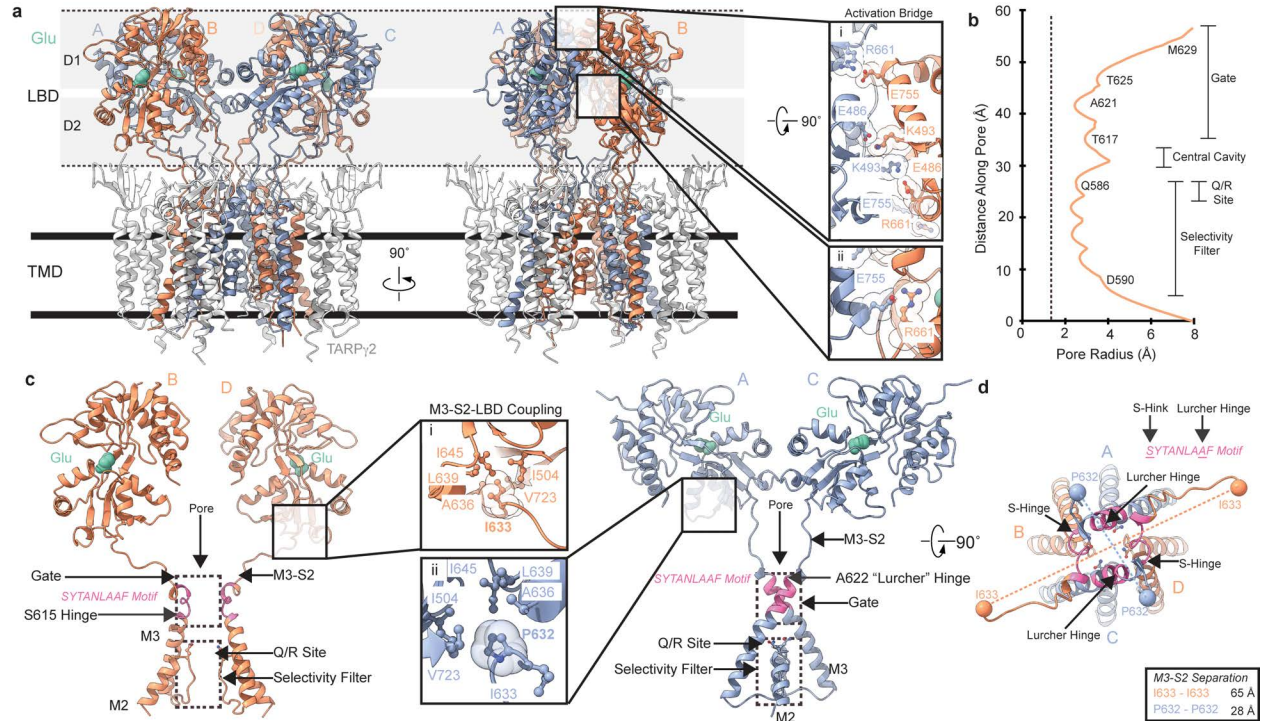 a
A
B
D
C
Glu
D1
LBD
D2
TMD
TARPγ2
90˚
A
B
90˚
Activation Bridge
i
R661
E755
E486
K493
K493
E486
E755
R661
ii
E755
R661
b
Distance Along Pore (Å)
60
50
40
30
20
10
0
0
2
4
6
8
Pore Radius (Å)
M629
T625
A621
T617
Q586
D590
Gate
Central Cavity
Q/R
Site
Selectivity
Filter
c
B
D
Glu
Glu
Pore
Gate
SYTANLAAF Motif
S615 Hinge
M3-S2
M3
Q/R Site
Selectivity Filter
M2
M3-S2-LBD Coupling
i
I645
L639
A636
I504
V723
I633
ii
I645
L639
I504
A636
P632
V723
I633
A
C
Glu
Glu
Pore
M3-S2
SYTANLAAF Motif
A622 “Lurcher” Hinge
Gate
Q/R Site
Selectivity Filter
M3
M2
90˚
d
S-Hink
Lurcher Hinge
SYTANLAAF Motif
A
P632
Lurcher Hinge
I633
S-Hinge
B
S-Hinge
D
I633
P632
Lurcher Hinge
C
M3-S2 Separation
I633 - I633 65 Å
P632 - P632 28 Å